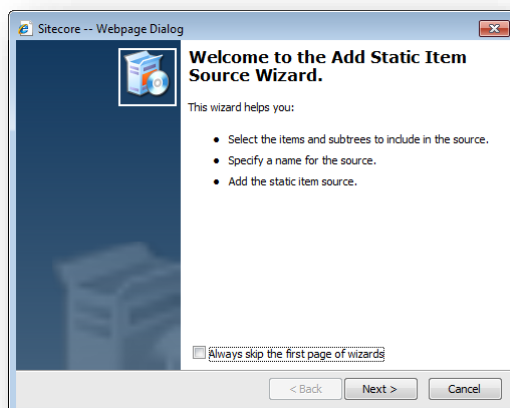 Sitecore -- Webpage Dialog
Welcome to the Add Static Item
Source Wizard.
This wizard helps you:
• Select the items and subtrees to include in the source.
• Specify a name for the source.
• Add the static item source.
Always skip the first page of wizards
< Back Next > Cancel